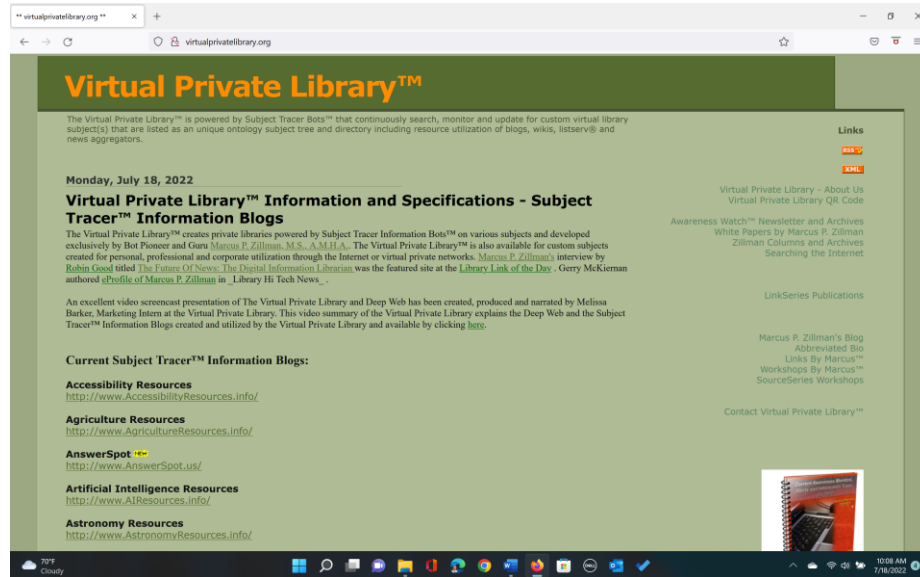 ** virtualprivatelibrary.org **
virtualprivatelibrary.org
Virtual Private Library™
The Virtual Private Library™ is powered by Subject Tracer Bots™ that continuously search, monitor and update for custom virtual library
subject(s) that are listed as an unique ontology subject tree and directory including resource utilization of blogs, wikis, listserv® and
news aggregators.
Monday, July 18, 2022
Virtual Private Library™ Information and Specifications - Subject
Tracer™ Information Blogs
The Virtual Private Library™ creates private libraries powered by Subject Tracer Information Bots™ on various subjects and developed
exclusively by Bot Pioneer and Guru Marcus P. Zillman, M.S., A.M.H.A.. The Virtual Private Library™ is also available for custom subjects
created for personal, professional and corporate utilization through the Internet or virtual private networks. Marcus P. Zillman's interview by
Robin Good titled The Future Of News: The Digital Information Librarian was the featured site at the Library Link of the Day . Gerry McKiernan
authored eProfile of Marcus P. Zillman in _Library Hi Tech News_ .
An excellent video screencast presentation of The Virtual Private Library and Deep Web has been created, produced and narrated by Melissa
Barker, Marketing Intern at the Virtual Private Library. This video summary of the Virtual Private Library explains the Deep Web and the Subject
Tracer™ Information Blogs created and utilized by the Virtual Private Library and available by clicking here.
Current Subject Tracer™ Information Blogs:
Accessibility Resources
http://www.AccessibilityResources.info/
Agriculture Resources
http://www.AgricultureResources.info/
AnswerSpot NEW
http://www.AnswerSpot.us/
Artificial Intelligence Resources
http://www.AIResources.info/
Astronomy Resources
http://www.AstronomyResources.info/
Links
RSS
XML
Virtual Private Library - About Us
Virtual Private Library QR Code
Awareness Watch™ Newsletter and Archives
White Papers by Marcus P. Zillman
Zillman Columns and Archives
Searching the Internet
LinkSeries Publications
Marcus P. Zillman's Blog
Abbreviated Bio
Links By Marcus™
Workshops By Marcus™
SourceSeries Workshops
Contact Virtual Private Library™
70°F
Cloudy
10:08 AM
7/18/2022